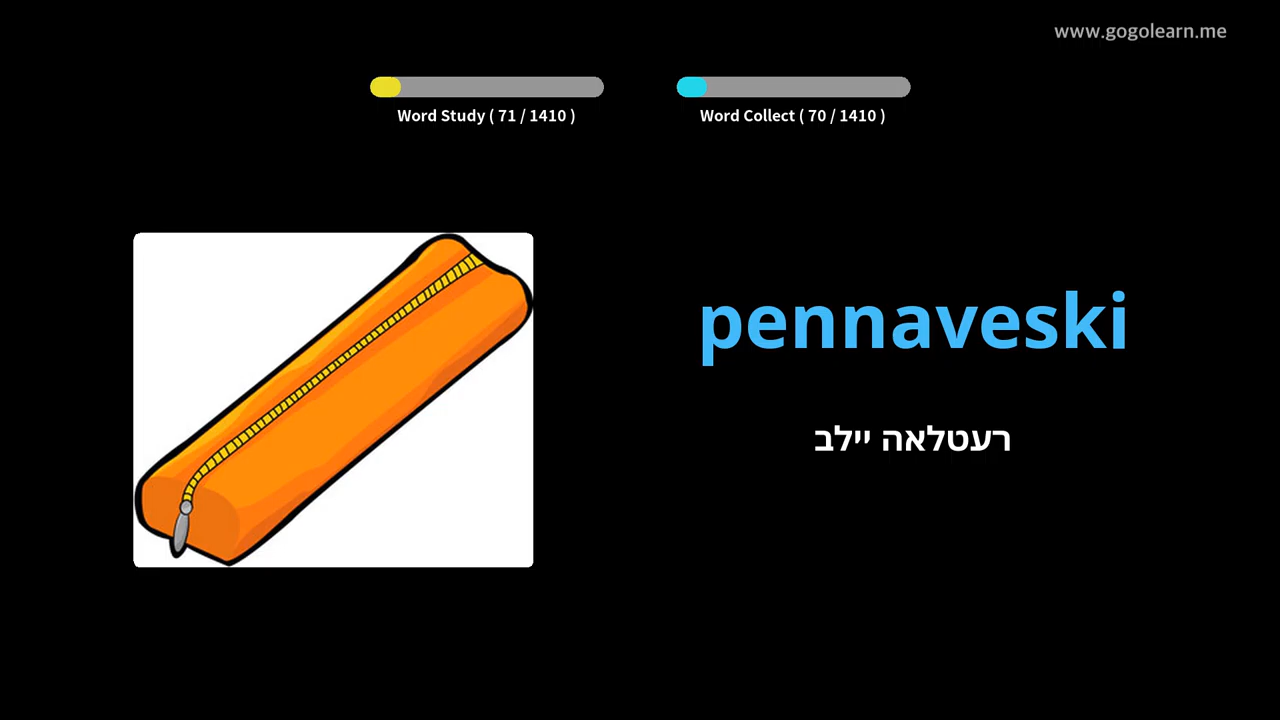 www.gogolearn.me
Word Study ( 71 / 1410 )
Word Collect ( 70 / 1410 )
pennaveski
רעטלאה יילב